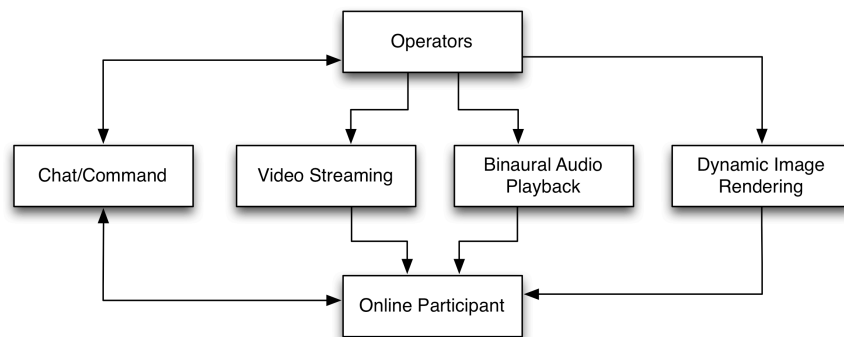 Operators
Chat/Command
Video Streaming
Binaural Audio
Playback
Dynamic Image
Rendering
Online Participant